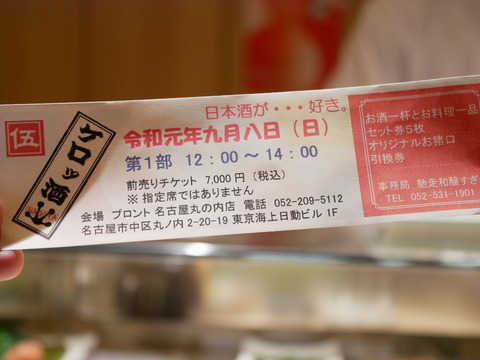 伍
ケロッ酒
日本酒が・・・好き。
令和元年九月八日（日）
第1部 12：00～14：00
前売りチケット 7,000円（税込）
※ 指定席ではありません
会場 プロント 名古屋丸の内店 電話 052-209-5112
名古屋市中区丸ノ内 2-20-19 東京海上日動ビル 1F
お酒一杯とお料理一品
セット券5枚
オリジナルお猪口
引換券
事務局 馳走和醸すぎ
TEL 052-531-1901